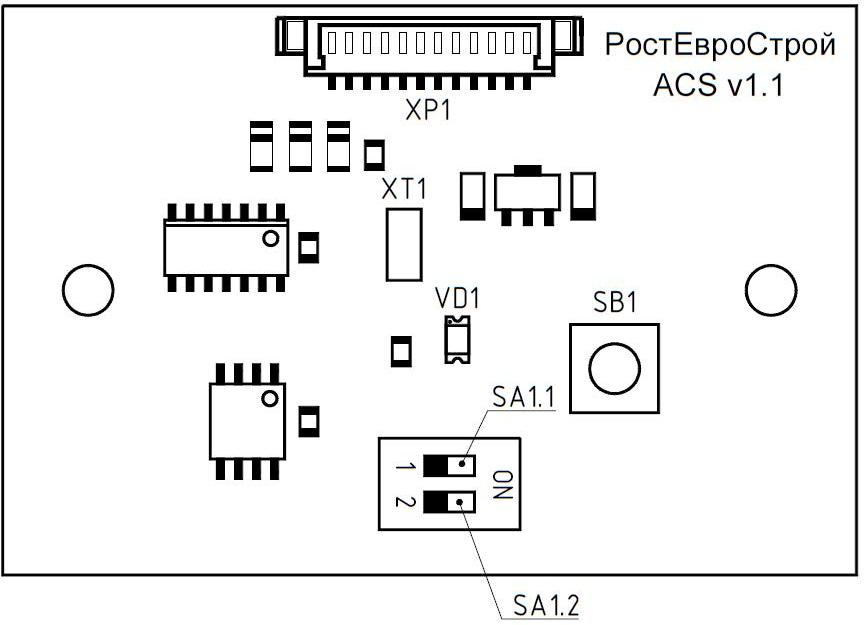 РостЕвроСтрой
ACS v1.1
XP1
XT1
VD1
SB1
SA1.1
1
ON
2
SA1.2